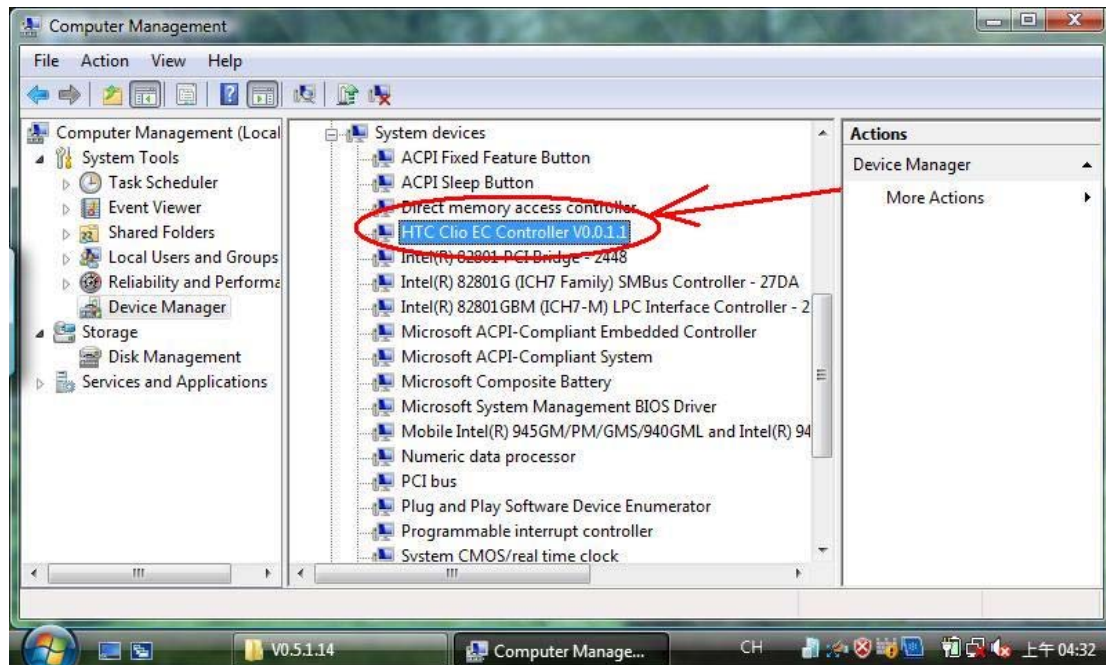 Computer Management
File Action View Help
Computer Management (Local
System Tools
Task Scheduler
Event Viewer
Shared Folders
Local Users and Groups
Reliability and Performa
Device Manager
Storage
Disk Management
Services and Applications
System devices
ACPI Fixed Feature Button
ACPI Sleep Button
Direct memory access controller
HTC Clio EC Controller V0.0.1.1
Intel(R) 82801 PCI Bridge - 2448
Intel(R) 82801G (ICH7 Family) SMBus Controller - 27DA
Intel(R) 82801GBM (ICH7-M) LPC Interface Controller - 2
Microsoft ACPI-Compliant Embedded Controller
Microsoft ACPI-Compliant System
Microsoft Composite Battery
Microsoft System Management BIOS Driver
Mobile Intel(R) 945GM/PM/GMS/940GML and Intel(R) 94
Numeric data processor
PCI bus
Plug and Play Software Device Enumerator
Programmable interrupt controller
System CMOS/real time clock
Actions
Device Manager
More Actions
V0.5.1.14
Computer Manage...
CH
上午 04:32